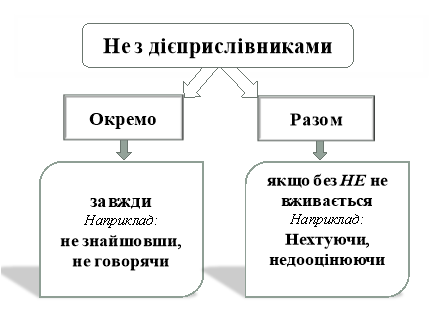 Не з дієприслівниками
Окремо
Разом
завжди
Наприклад:
не знайшовши,
не говорячи
якщо без НЕ не
вживається
Наприклад:
Нехтуючи,
недооцінюючи